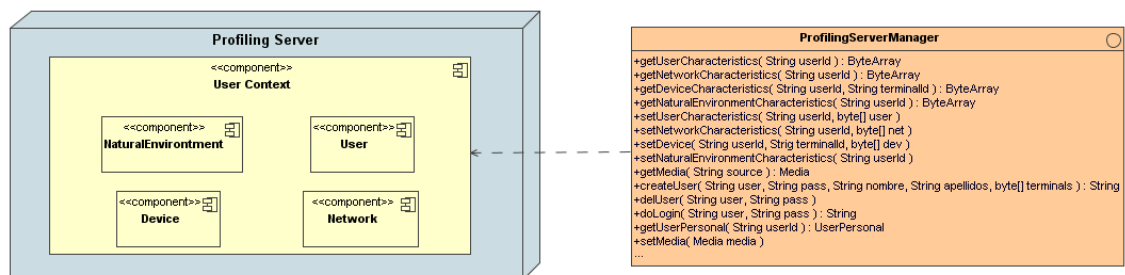 Profiling Server
<<component>>
User Context
<<component>>
NaturalEnvirontment
<<component>>
User
<<component>>
Device
<<component>>
Network
ProfilingServerManager
+getUserCharacteristics( String userId ) : ByteArray
+getNetworkCharacteristics( String userId ) : ByteArray
+getDeviceCharacteristics( String userId, String terminalId ) : ByteArray
+getNaturalEnvironmentCharacteristics( String userId ) : ByteArray
+setUserCharacteristics( String userId, byte[] user )
+setNetworkCharacteristics( String userId, byte[] net )
+setDevice( String userId, Strig terminalId, byte[] dev )
+setNaturalEnvironmentCharacteristics( String userId )
+getMedia( String source ) : Media
+createUser( String user, String pass, String nombre, String apellidos, byte[] terminals ) : String
+delUser( String user, String pass )
+doLogin( String user, String pass ) : String
+getUserPersonal( String userId ) : UserPersonal
+setMedia( Media media )
...